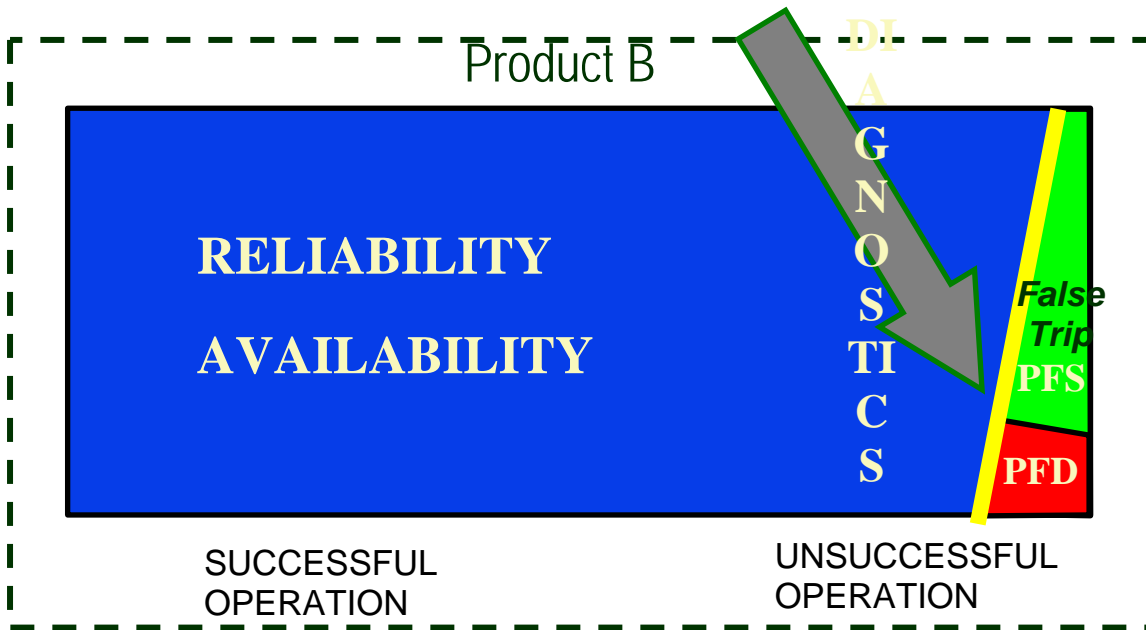 Product B
RELIABILITY
AVAILABILITY
DI
A
G
N
O
S
TI
C
S
False
Trip
PFS
PFD
SUCCESSFUL
OPERATION
UNSUCCESSFUL
OPERATION